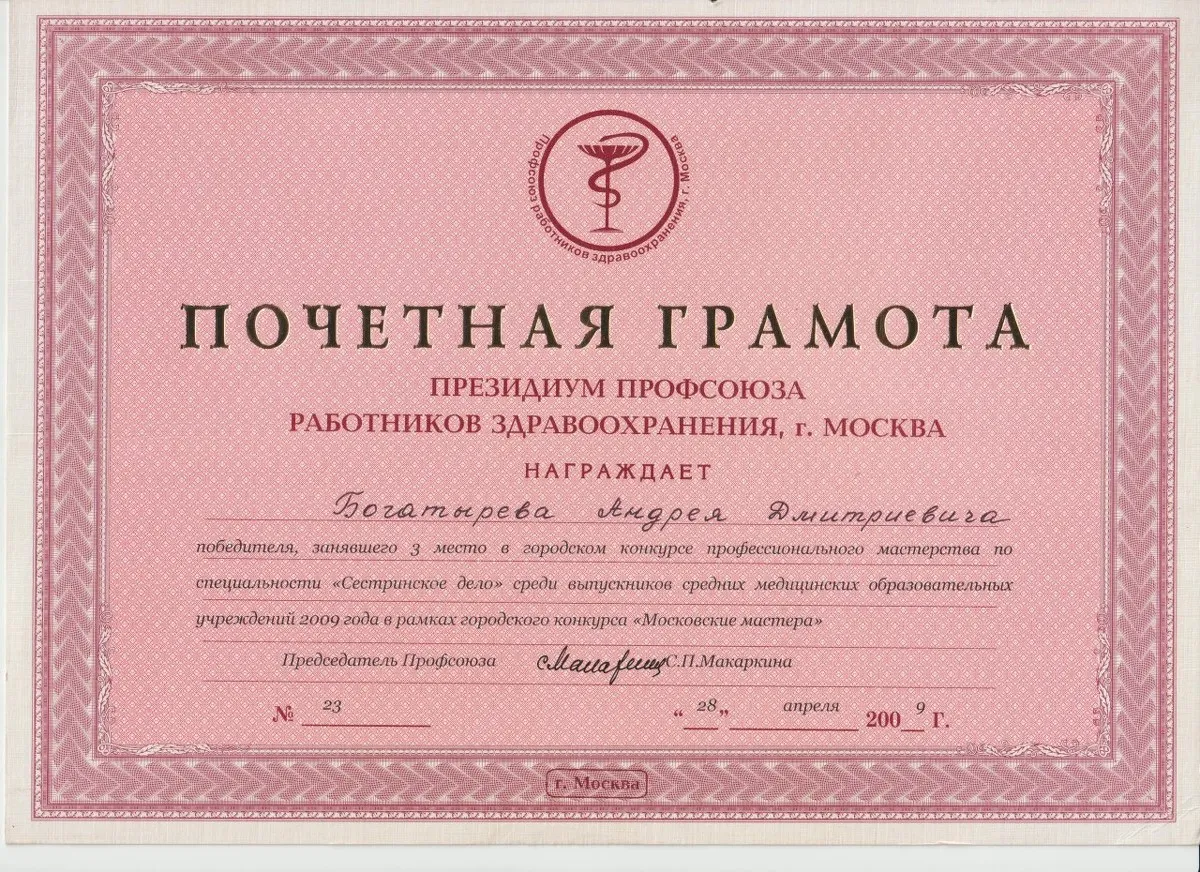 Профсоюз работников здравоохранения, г. Москва
ПОЧЕТНАЯ ГРАМОТА
ПРЕЗИДИУМ ПРОФСОЮЗА
РАБОТНИКОВ ЗДРАВООХРАНЕНИЯ, г. МОСКВА
НАГРАЖДАЕТ
Богатырева Андрея Дмитриевича
победителя, занявшего 3 место в городском конкурсе профессионального мастерства по
специальности «Сестринское дело» среди выпускников средних медицинских образовательных
учреждений 2009 года в рамках городского конкурса «Московские мастера»
Председатель Профсоюза С.П.Макаркина
№ 23 “ 28 ” апреля 200 9 Г.
г. Москва